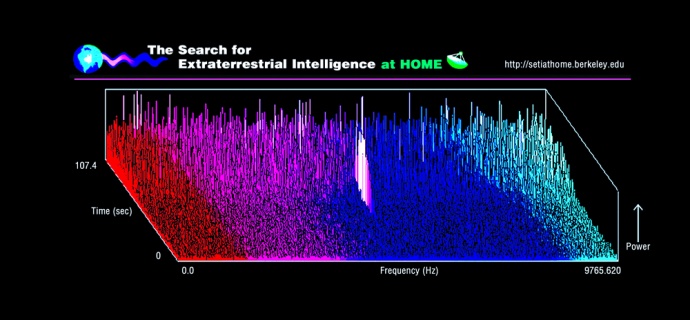 The Search for
Extraterrestrial Intelligence at HOME
http://setiathome.berkeley.edu
107.4
Time (sec)
0
0.0
Frequency (Hz)
9765.620
Power